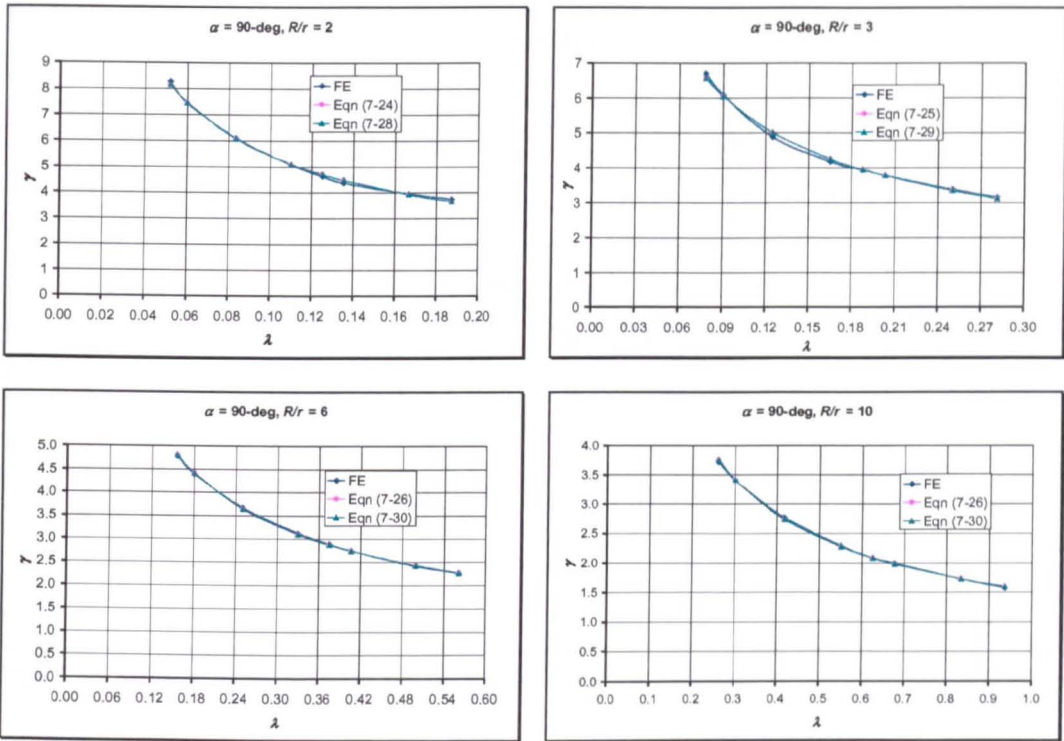 α = 90-deg, R/r = 2
9
8
7
6
5
4
3
2
1
0
γ
FE
Eqn (7-24)
Eqn (7-28)
0.00 0.02 0.04 0.06 0.08 0.10 0.12 0.14 0.16 0.18 0.20
λ
α = 90-deg, R/r = 3
7
6
5
4
3
2
1
0
γ
FE
Eqn (7-25)
Eqn (7-29)
0.00 0.03 0.06 0.09 0.12 0.15 0.18 0.21 0.24 0.27 0.30
λ
α = 90-deg, R/r = 6
5.0
4.5
4.0
3.5
3.0
2.5
2.0
1.5
1.0
0.5
0.0
γ
FE
Eqn (7-26)
Eqn (7-30)
0.00 0.06 0.12 0.18 0.24 0.30 0.36 0.42 0.48 0.54 0.60
λ
α = 90-deg, R/r = 10
4.0
3.5
3.0
2.5
2.0
1.5
1.0
0.5
0.0
γ
FE
Eqn (7-26)
Eqn (7-30)
0.0 0.1 0.2 0.3 0.4 0.5 0.6 0.7 0.8 0.9 1.0
λ